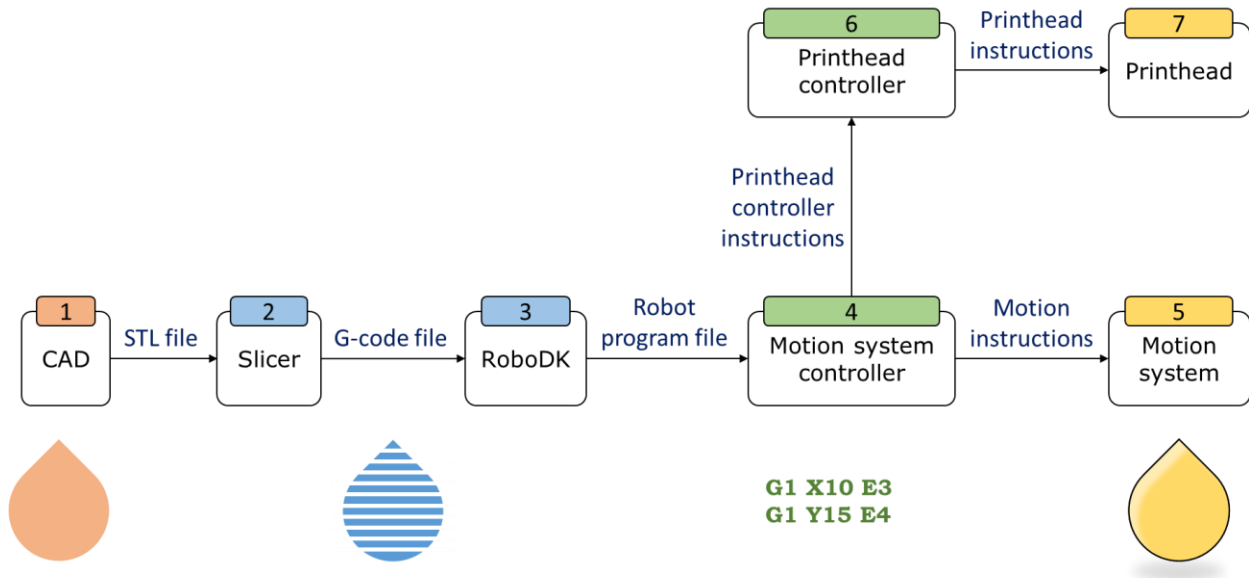 6
Printhead
controller
Printhead
instructions
7
Printhead
Printhead
controller
instructions
1
CAD
STL file
2
Slicer
G-code file
3
RoboDK
Robot
program file
4
Motion system
controller
Motion
instructions
5
Motion
system
G1 X10 E3
G1 Y15 E4